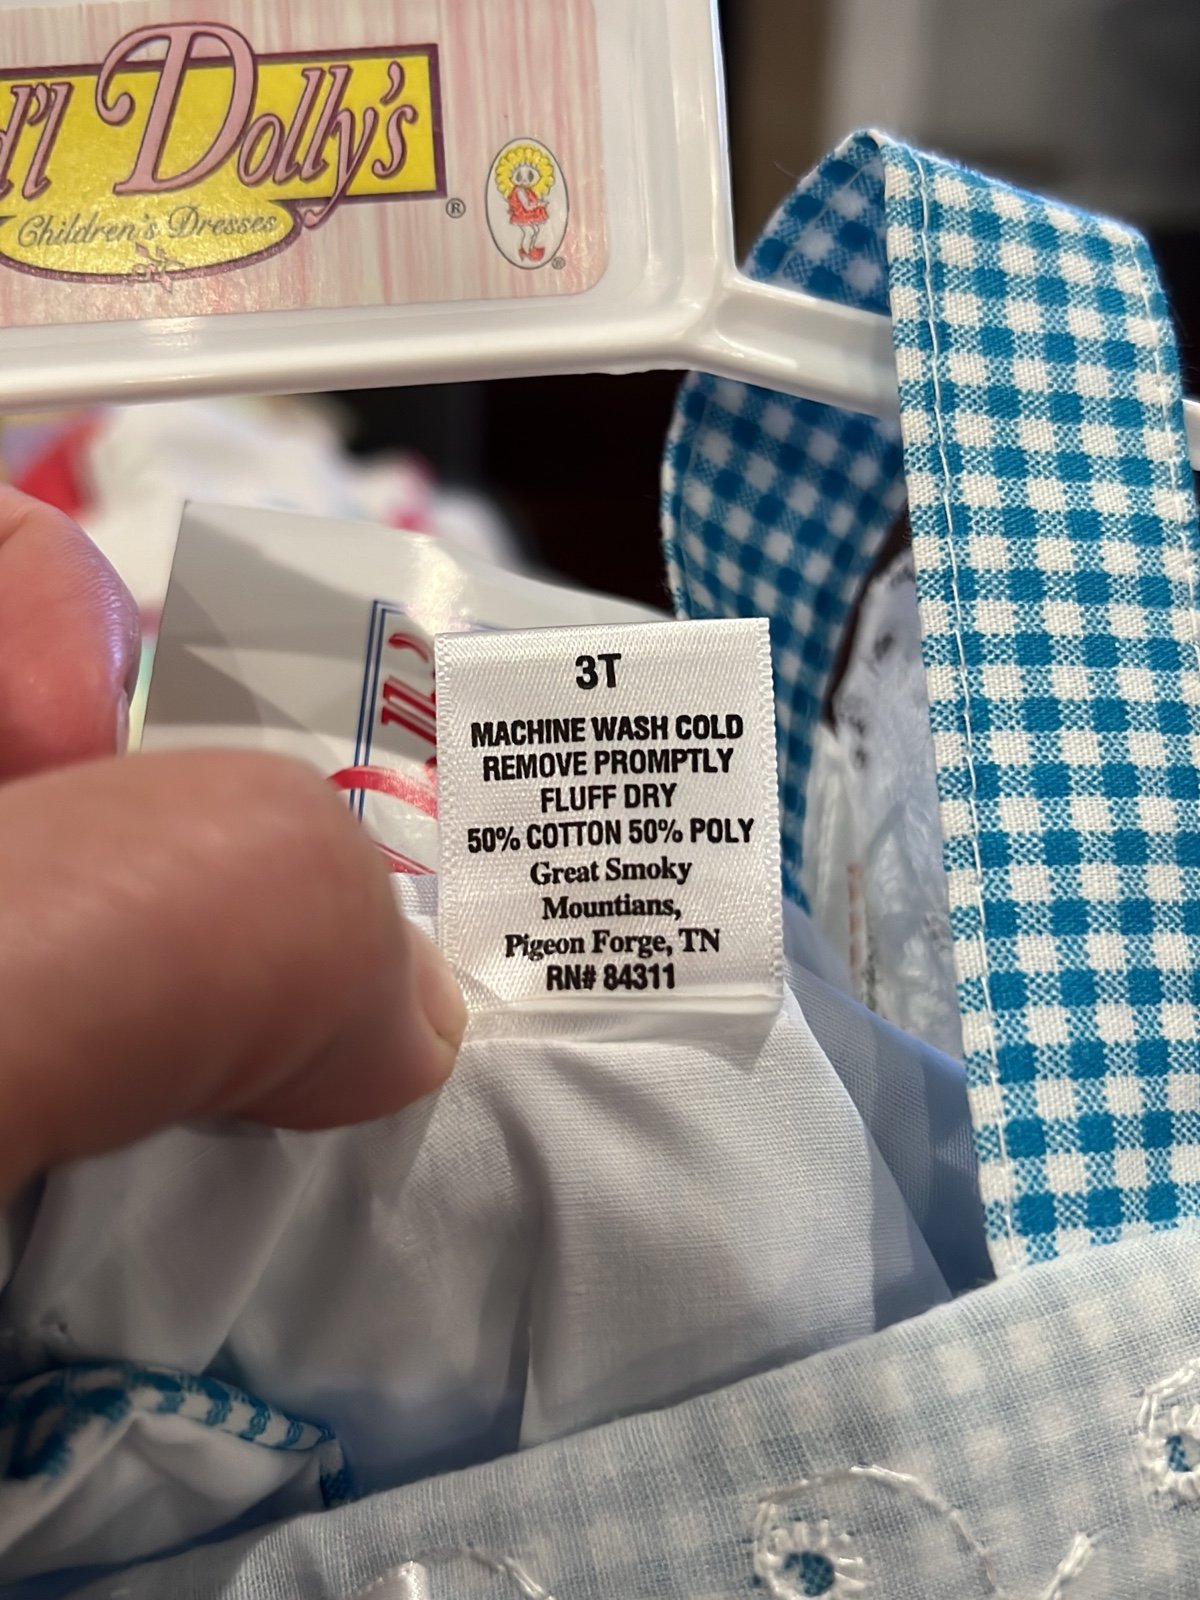 Dolly's
®
Children's Dresses
®
3T
MACHINE WASH COLD
REMOVE PROMPTLY
FLUFF DRY
50% COTTON 50% POLY
Great Smoky
Mountians,
Pigeon Forge, TN
RN# 84311